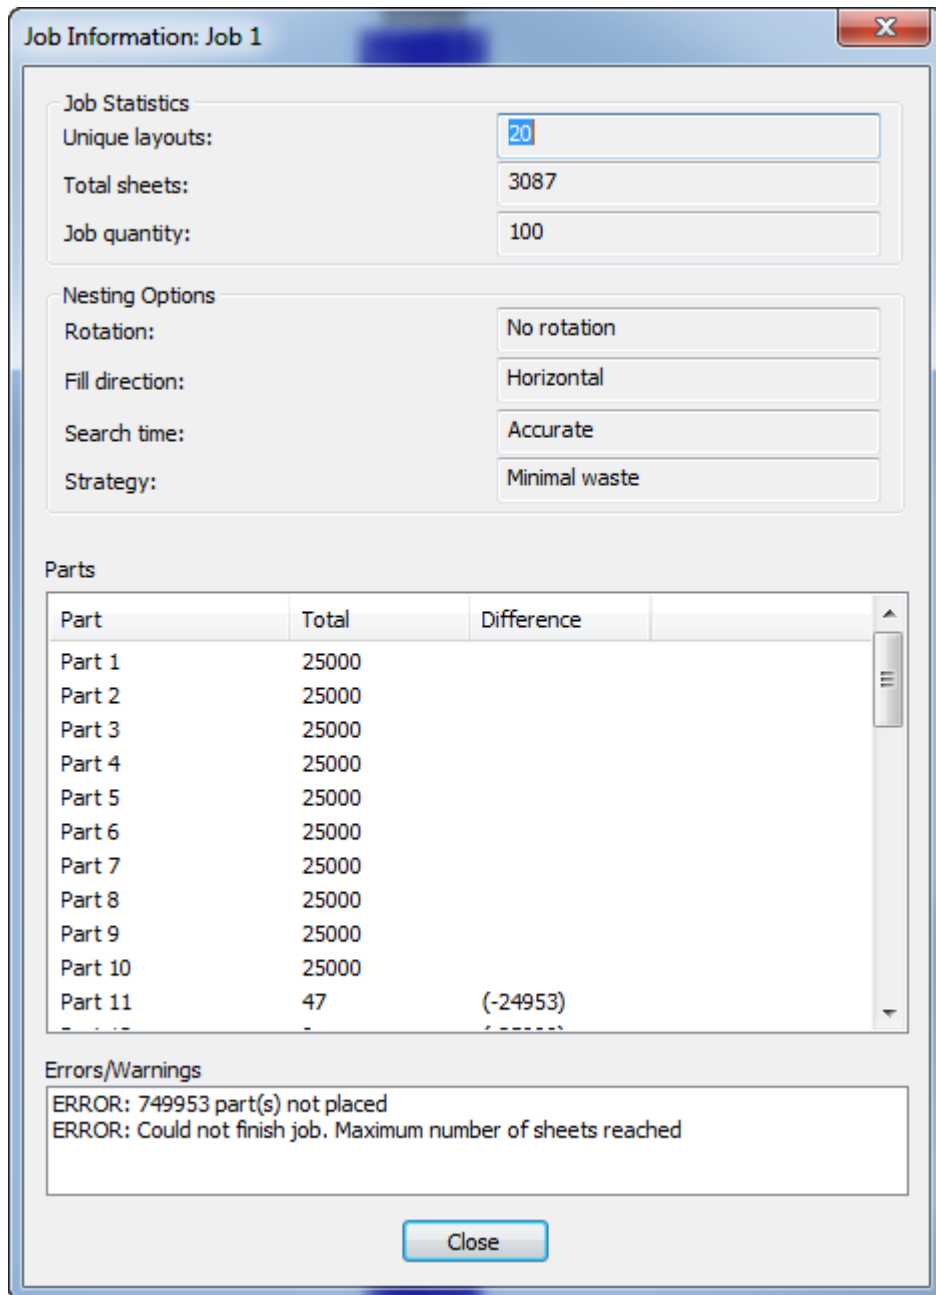 Job Information: Job 1
Job Statistics
Unique layouts: 20
Total sheets: 3087
Job quantity: 100
Nesting Options
Rotation: No rotation
Fill direction: Horizontal
Search time: Accurate
Strategy: Minimal waste
Parts
Part Total Difference
Part 1 25000
Part 2 25000
Part 3 25000
Part 4 25000
Part 5 25000
Part 6 25000
Part 7 25000
Part 8 25000
Part 9 25000
Part 10 25000
Part 11 47 (-24953)
Errors/Warnings
ERROR: 749953 part(s) not placed
ERROR: Could not finish job. Maximum number of sheets reached
Close